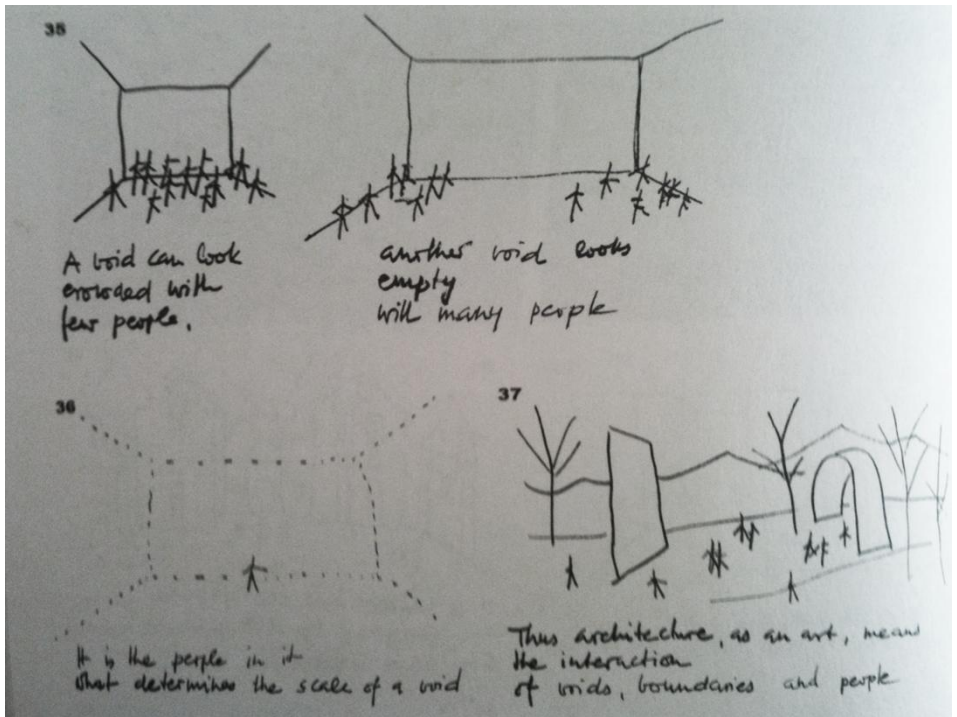 35
A void can look
crowded with
few people.
another void looks
empty
with many people
36
It is the people in it
what determines the scale of a void
37
Thus architecture, as an art, means
the interaction
of voids, boundaries and people